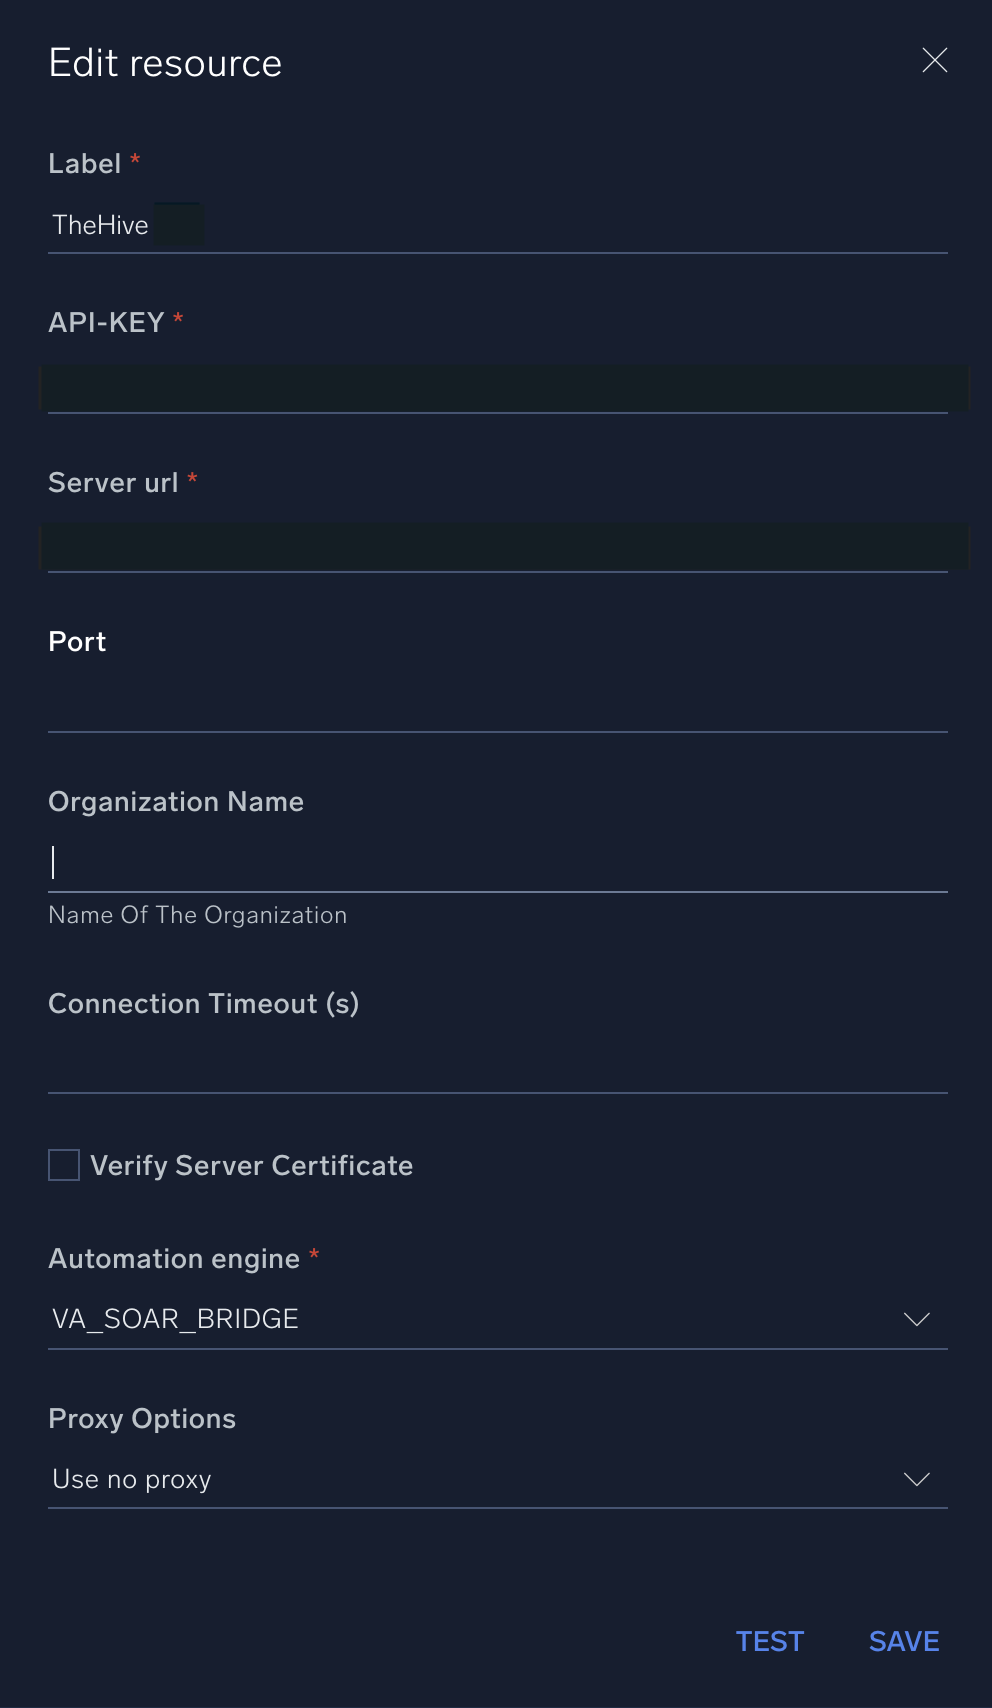 Edit resource
Label *
TheHive
API-KEY *
Server url *
Port
Organization Name
Name Of The Organization
Connection Timeout (s)
Verify Server Certificate
Automation engine *
VA_SOAR_BRIDGE
Proxy Options
Use no proxy
TEST SAVE